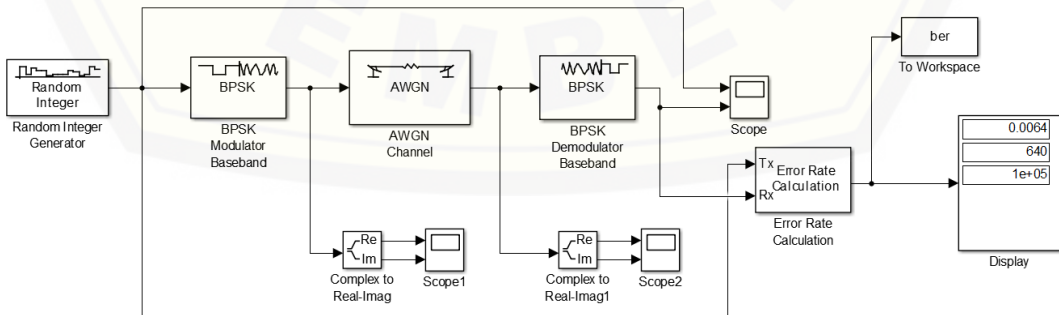 Random
Integer
Random Integer
Generator
BPSK
BPSK
Modulator
Baseband
AWGN
AWGN
Channel
BPSK
BPSK
Demodulator
Baseband
Scope
ber
To Workspace
Tx
Rx
Error Rate
Calculation
Error Rate
Calculation
0.0064
640
1e+05
Display
Re
Im
Complex to
Real-Imag
Scope1
Re
Im
Complex to
Real-Imag1
Scope2
EMBE